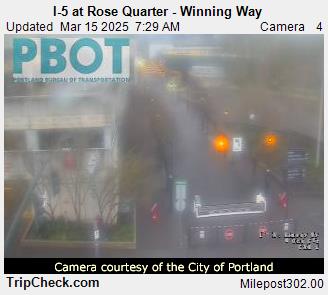 I-5 at Rose Quarter - Winning Way
Updated Mar 15 2025 7:29 AM Camera 4
PBOT
PORTLAND BUREAU OF TRANSPORTATION
Camera courtesy of the City of Portland
TripCheck.com Milepost302.00